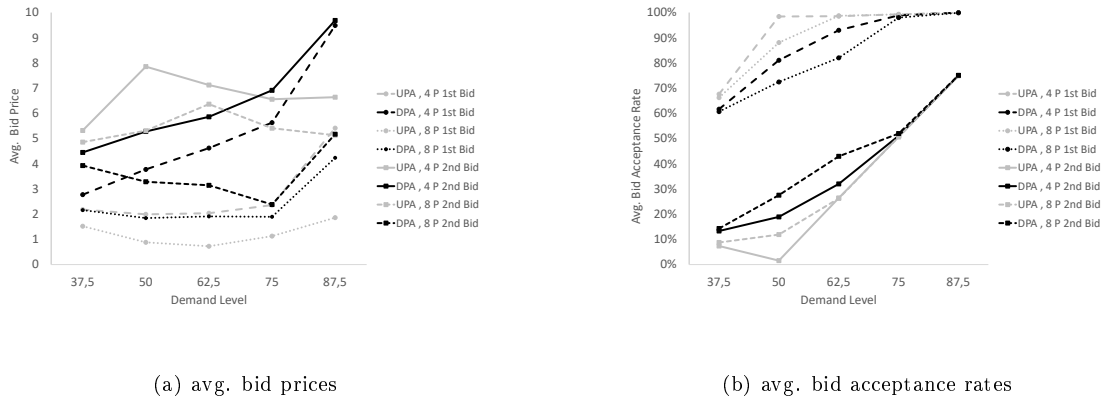 10
9
8
7
6
5
4
3
2
1
0
Avg. Bid Price
37,5 50 62,5 75 87,5
Demand Level
UPA , 4 P 1st Bid
DPA , 4 P 1st Bid
UPA , 8 P 1st Bid
DPA , 8 P 1st Bid
UPA , 4 P 2nd Bid
DPA , 4 P 2nd Bid
UPA , 8 P 2nd Bid
DPA , 8 P 2nd Bid
(a) avg. bid prices
100%
90%
80%
70%
60%
50%
40%
30%
20%
10%
0%
Avg. Bid Acceptance Rate
37,5 50 62,5 75 87,5
Demand Level
UPA , 4 P 1st Bid
DPA , 4 P 1st Bid
UPA , 8 P 1st Bid
DPA , 8 P 1st Bid
UPA , 4 P 2nd Bid
DPA , 4 P 2nd Bid
UPA , 8 P 2nd Bid
DPA , 8 P 2nd Bid
(b) avg. bid acceptance rates